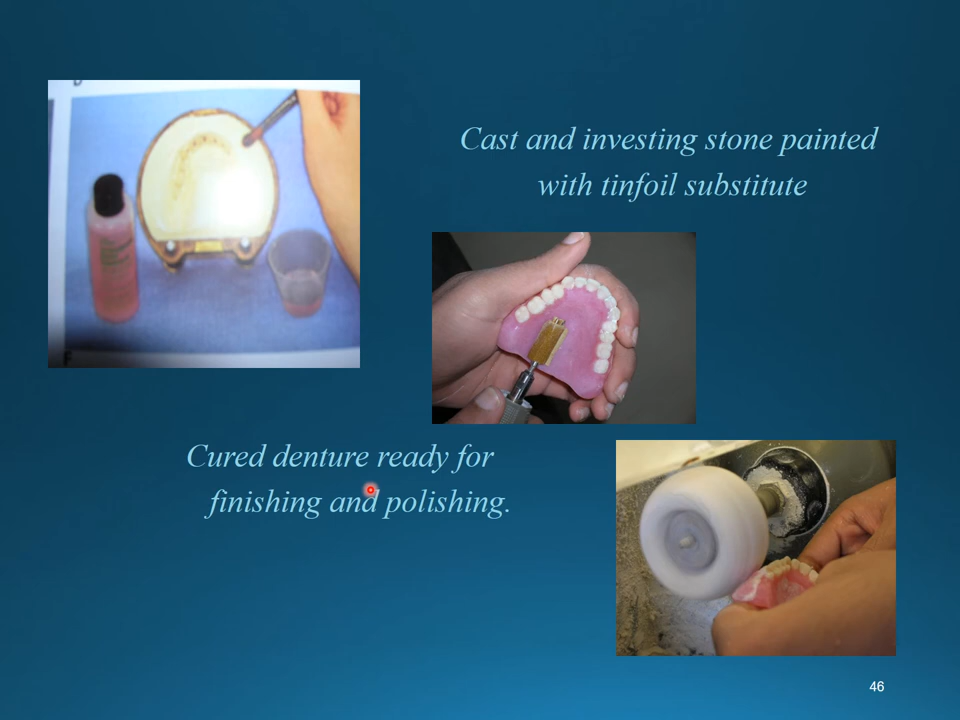 Cast and investing stone painted
with tinfoil substitute
Cured denture ready for
finishing and polishing.
46